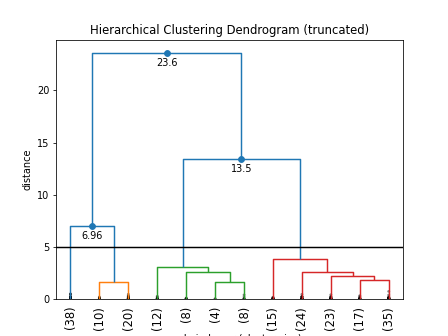 Hierarchical Clustering Dendrogram (truncated)
23.6
20
15
13.5
distance
10
6.96
5
0
(38) (10) (20) (12) (8) (4) (8) (15) (24) (23) (17) (35)